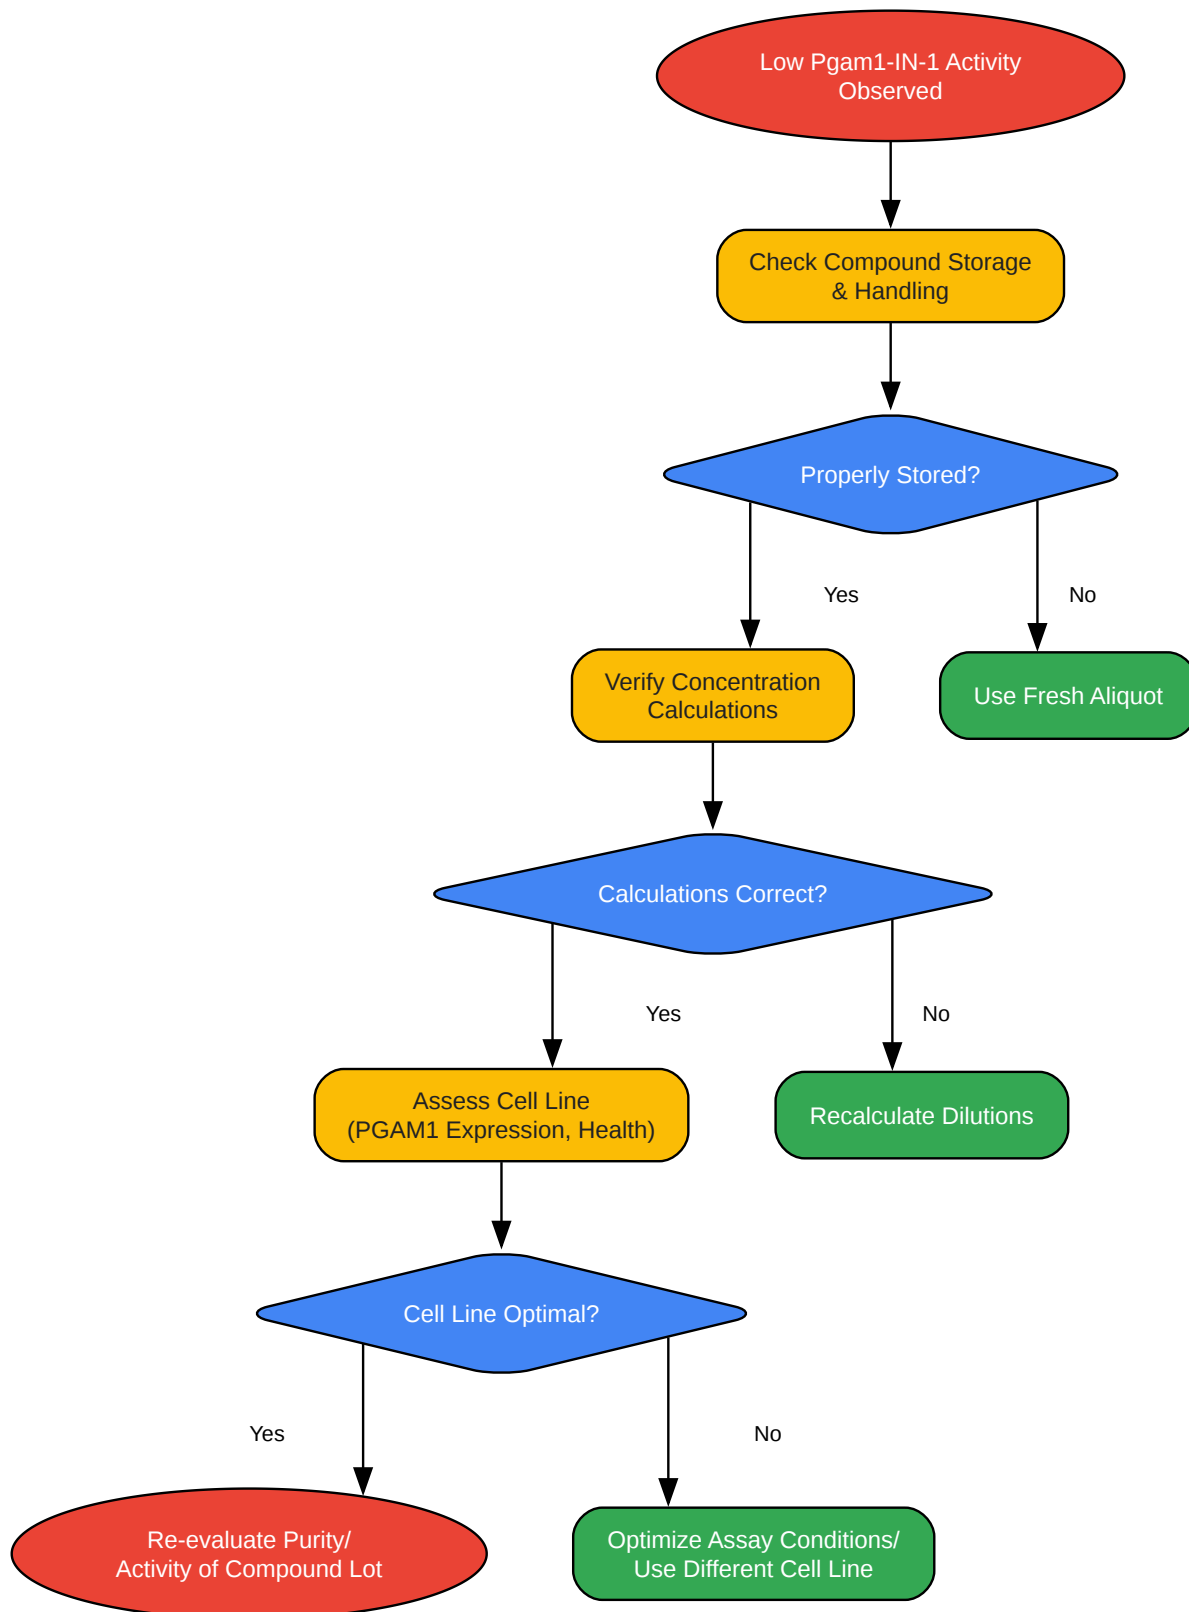 Low Pgam1-IN-1 Activity
Observed
Check Compound Storage
& Handling
Properly Stored?
Yes
No
Verify Concentration
Calculations
Use Fresh Aliquot
Calculations Correct?
Yes
No
Assess Cell Line
(PGAM1 Expression, Health)
Recalculate Dilutions
Cell Line Optimal?
Yes
No
Re-evaluate Purity/
Activity of Compound Lot
Optimize Assay Conditions/
Use Different Cell Line